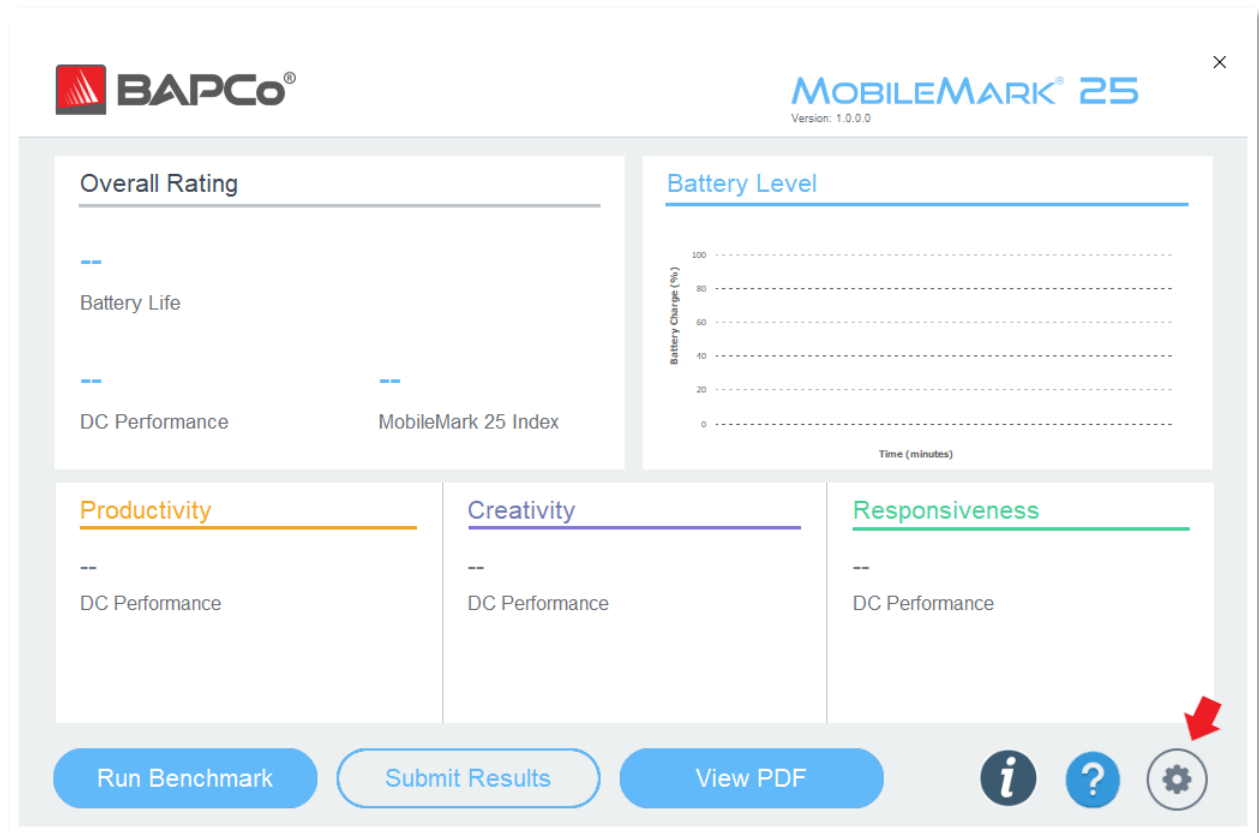 BAPCo®
MOBILEMARK® 25
Version: 1.0.0.0
Overall Rating
--
Battery Life
--
DC Performance
--
MobileMark 25 Index
Battery Level
Battery Charge (%)
100
80
60
40
20
0
Time (minutes)
Productivity
--
DC Performance
Creativity
--
DC Performance
Responsiveness
--
DC Performance
Run Benchmark
Submit Results
View PDF
i
?